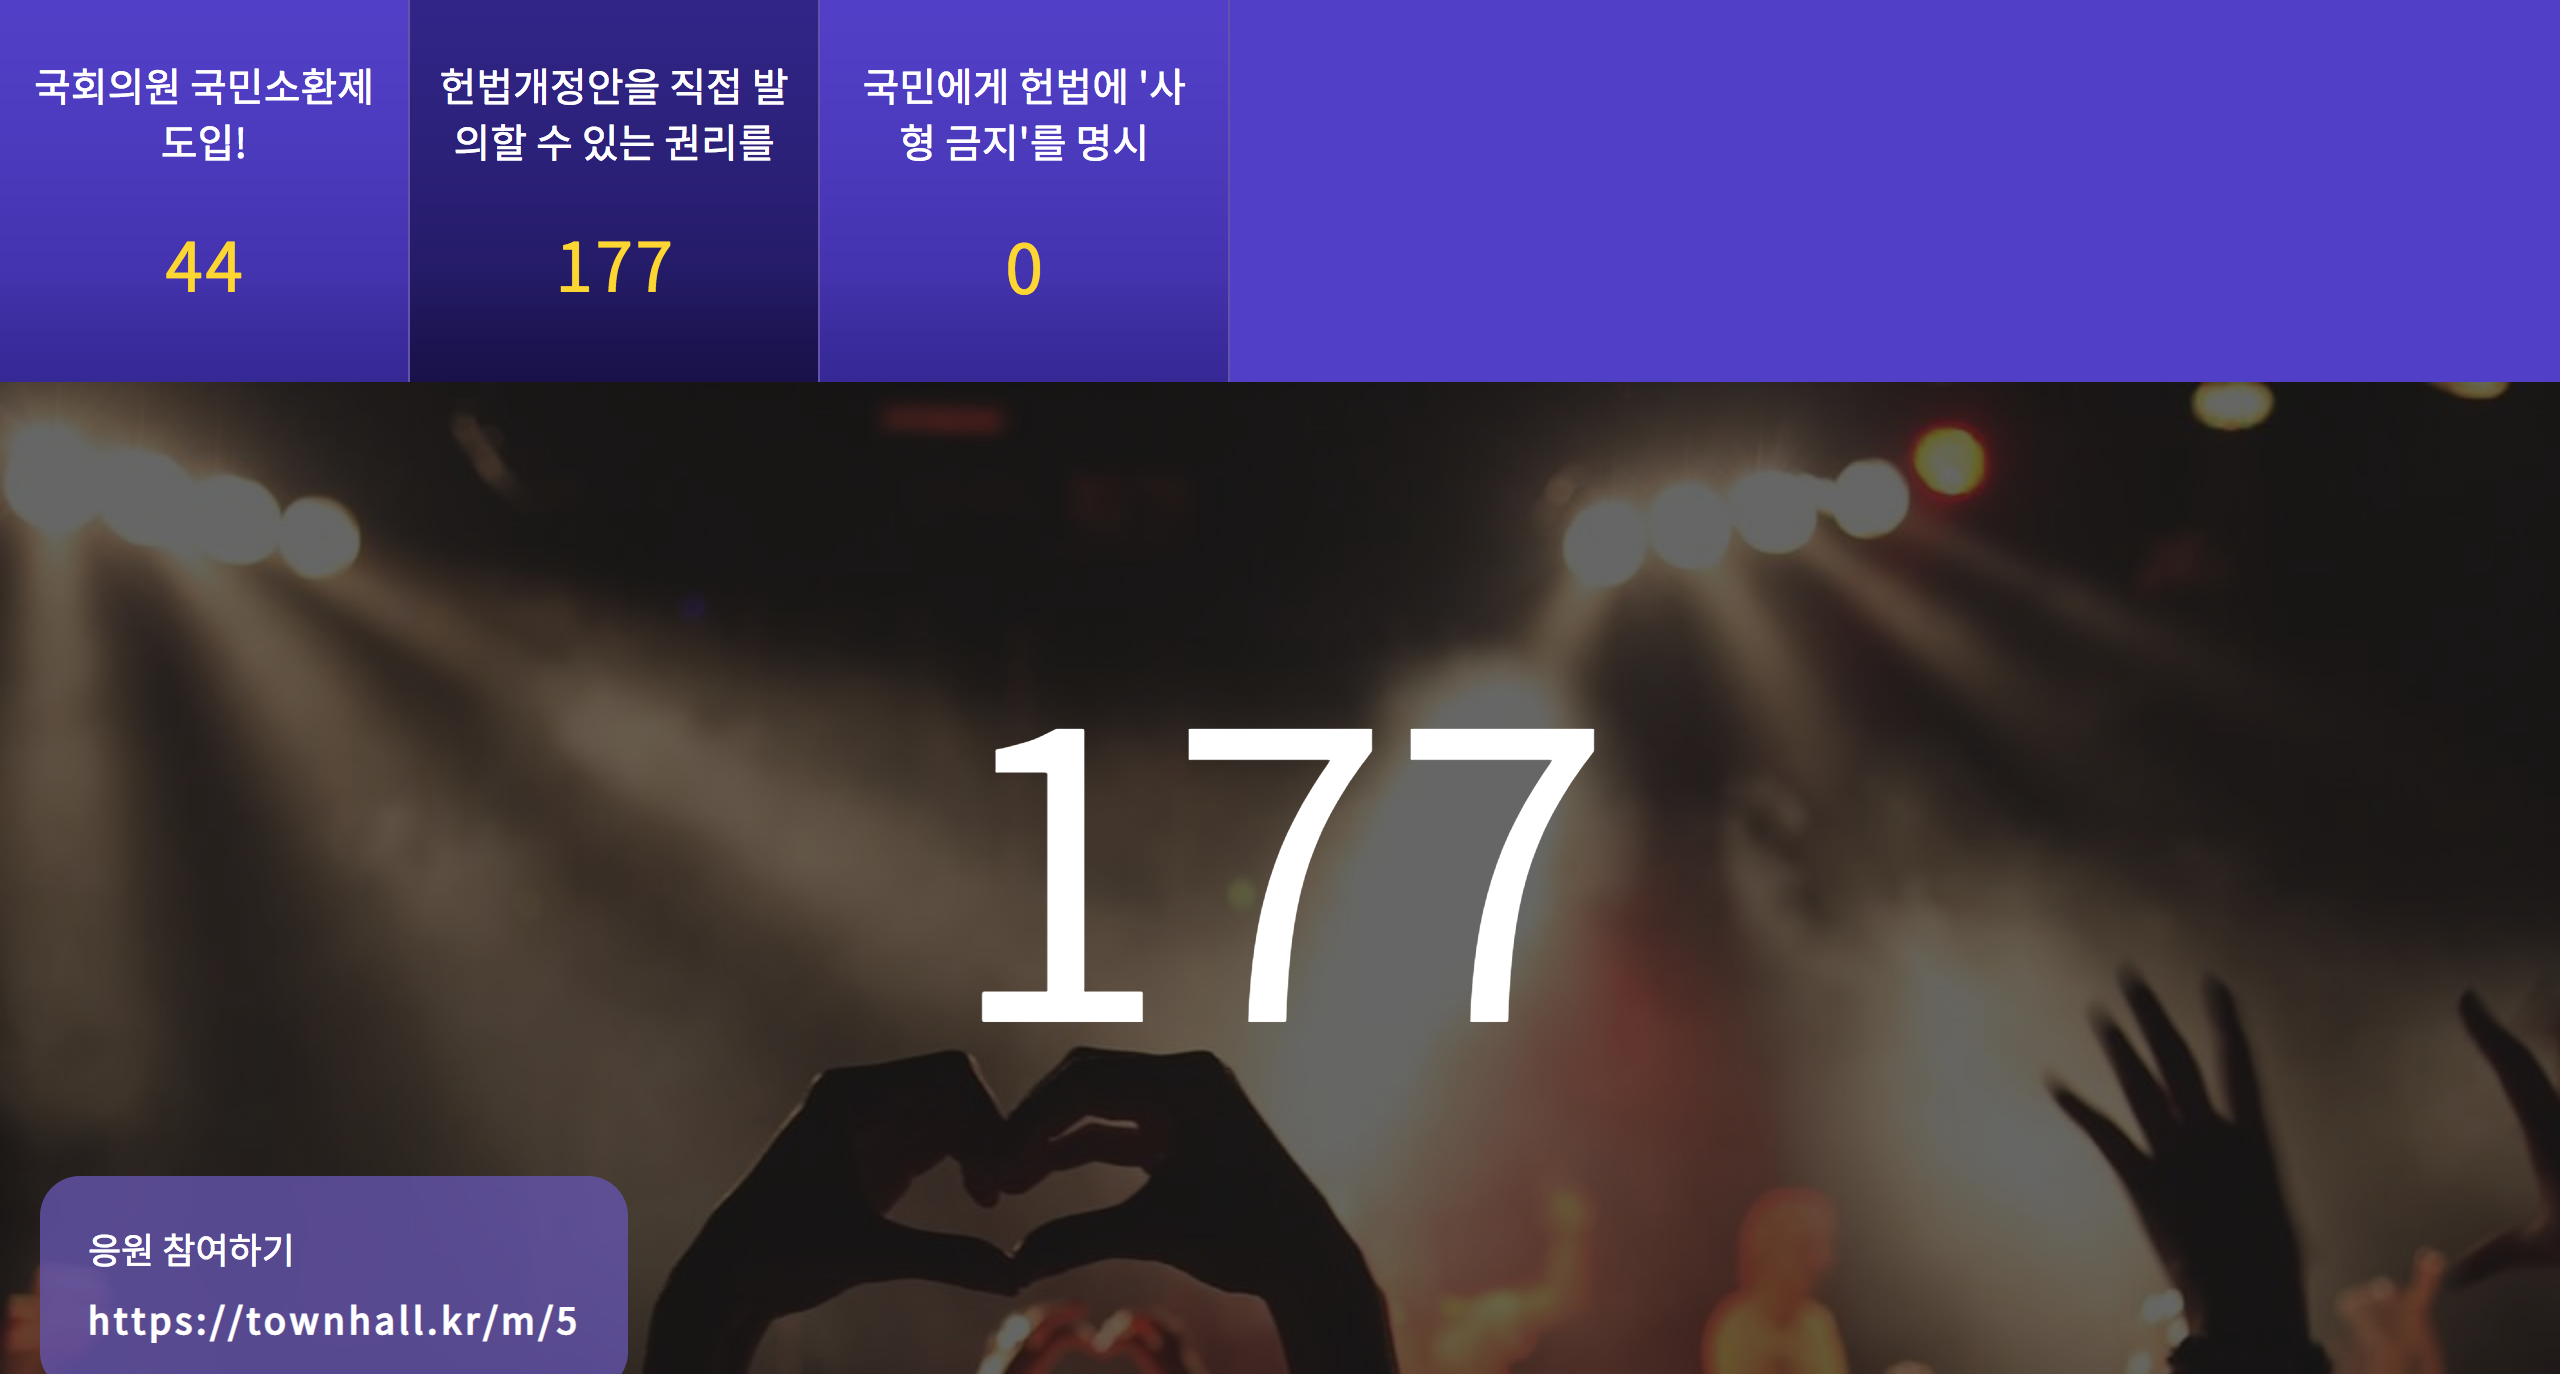 국회의원 국민소환제
도입!
44
헌법개정안을 직접 발
의할 수 있는 권리를
177
국민에게 헌법에 '사
형 금지'를 명시
0
177
응원 참여하기
https://townhall.kr/m/5